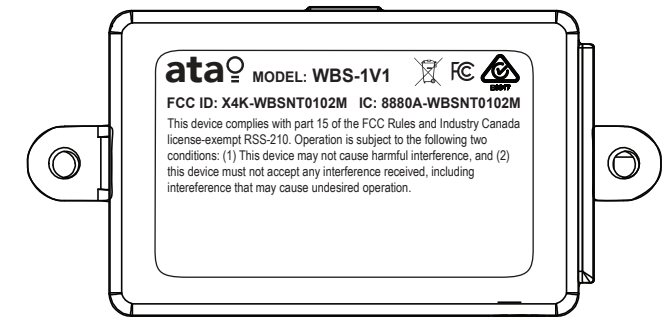 ata MODEL: WBS-1V1 FC
FCC ID: X4K-WBSNT0102M IC: 8880A-WBSNT0102M
This device complies with part 15 of the FCC Rules and Industry Canada
license-exempt RSS-210. Operation is subject to the following two
conditions: (1) This device may not cause harmful interference, and (2)
this device must not accept any interference received, including
intereference that may cause undesired operation.